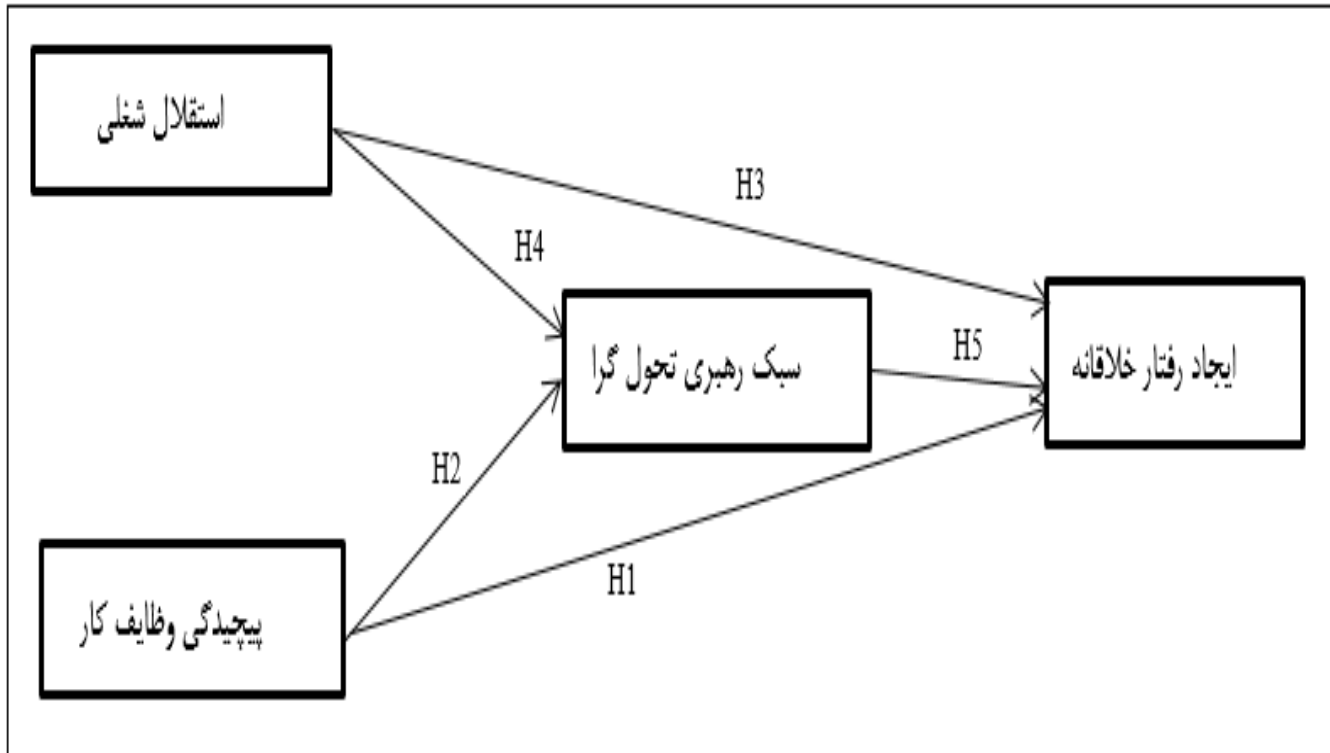 استقلال شغلی
H3
H4
سبک رهبری تحول گرا
H5
ایجاد رفتار خلاقانه
H2
H1
پیچیدگی وظایف کار